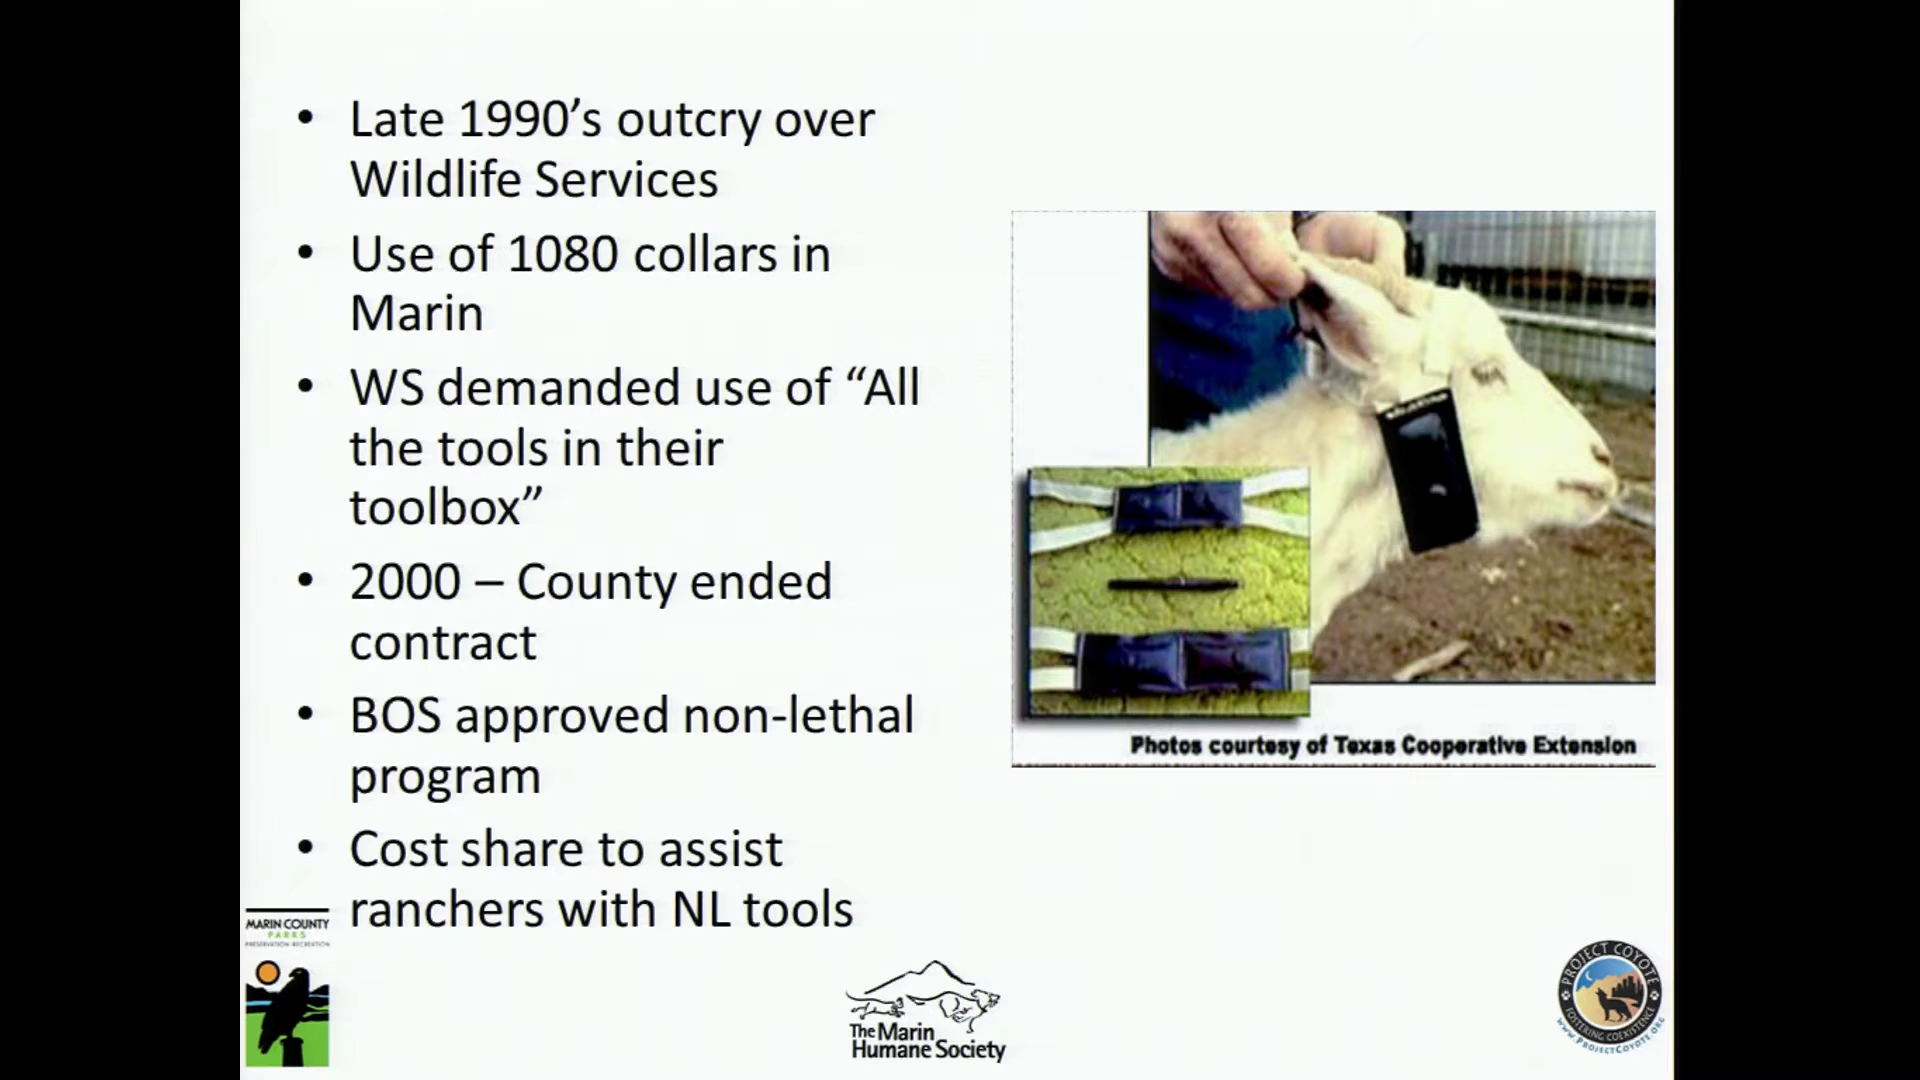 • Late 1990’s outcry over
Wildlife Services
• Use of 1080 collars in
Marin
• WS demanded use of “All
the tools in their
toolbox”
• 2000 – County ended
contract
• BOS approved non-lethal
program
• Cost share to assist
ranchers with NL tools
Photos courtesy of Texas Cooperative Extension
MARIN COUNTY
PARKS
PRESERVATION·RECREATION
The Marin
Humane Society
PROJECT COYOTE
FOSTERING COEXISTENCE
www.PROJECTCOYOTE.ORG